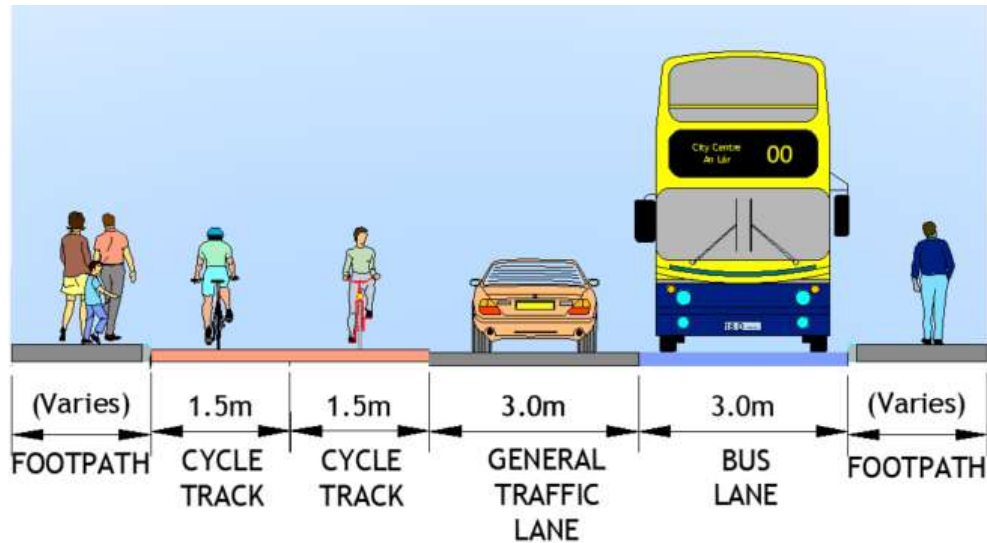 City Centre
An Lár
00
(Varies)
1.5m
1.5m
3.0m
3.0m
(Varies)
FOOTPATH
CYCLE
TRACK
CYCLE
TRACK
GENERAL
TRAFFIC
LANE
BUS
LANE
FOOTPATH